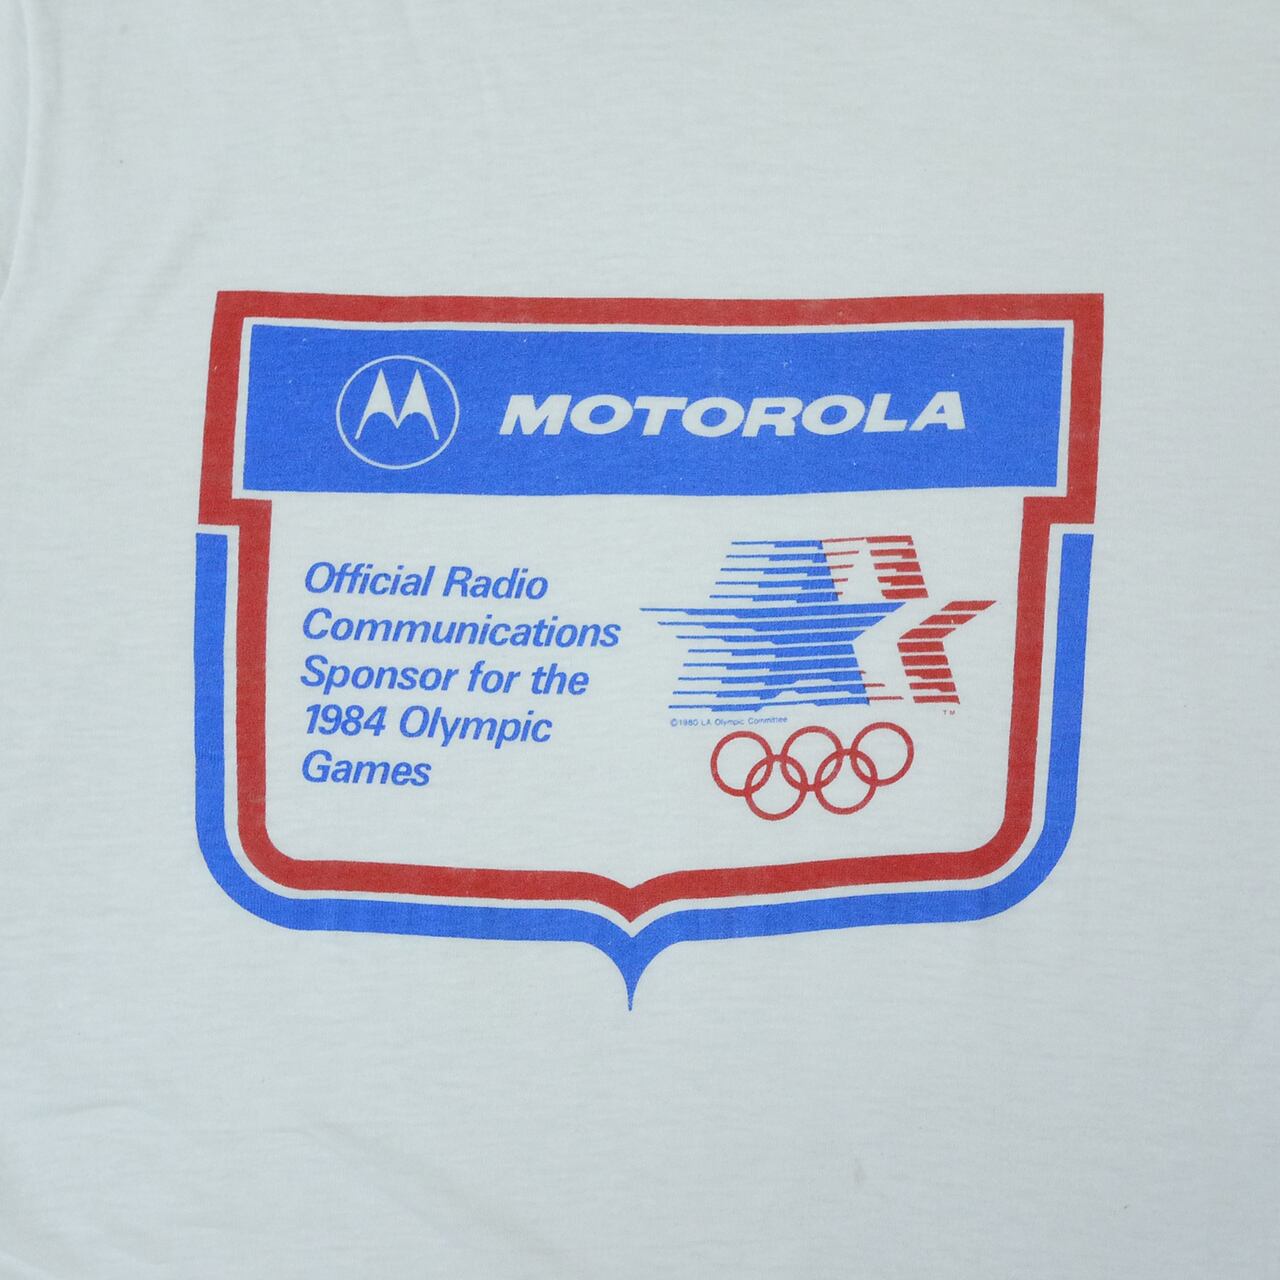 MOTOROLA
Official Radio
Communications
Sponsor for the
1984 Olympic
Games
TM
©1980 LA Olympic Committee